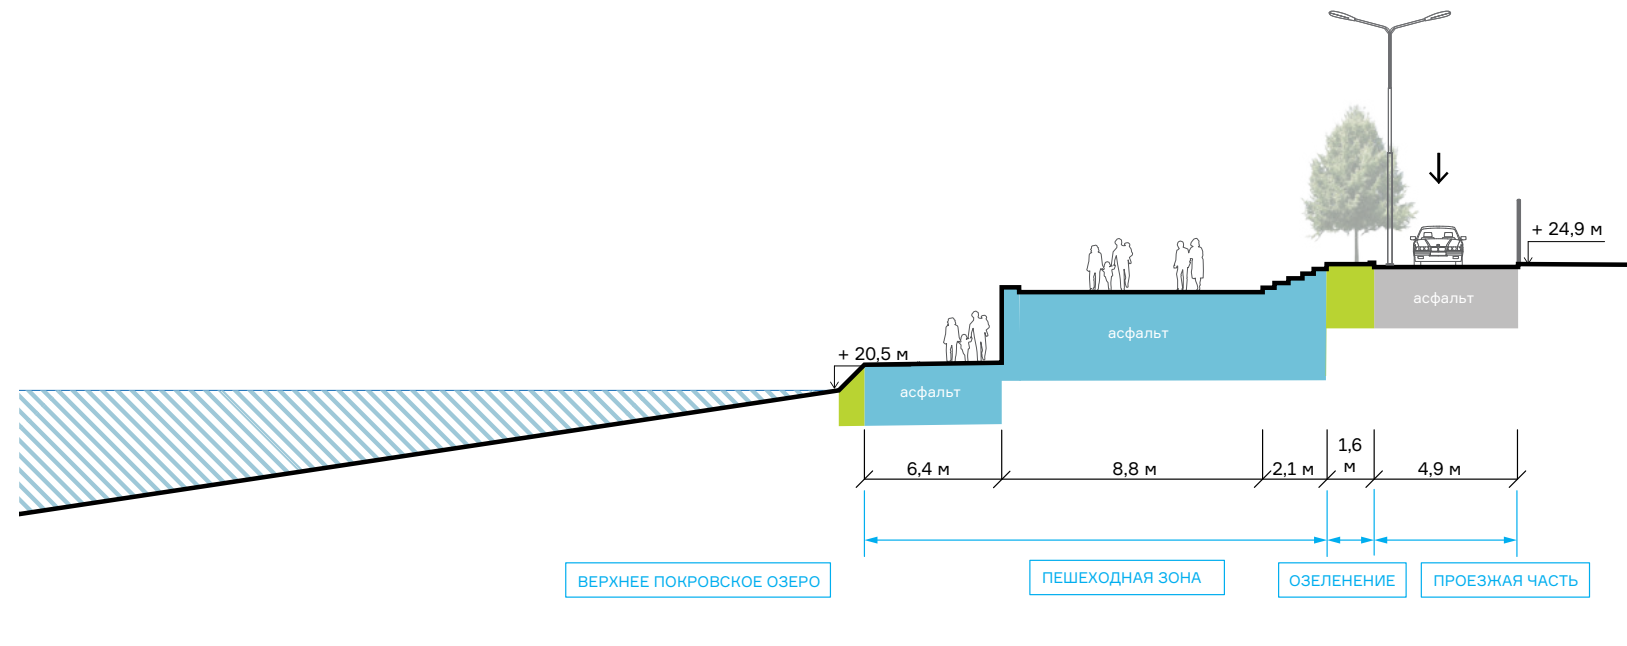 + 24,9 м
асфальт
асфальт
+ 20,5 м
асфальт
6,4 м
8,8 м
2,1 м
1,6
м
4,9 м
ВЕРХНЕЕ ПОКРОВСКОЕ ОЗЕРО
ПЕШЕХОДНАЯ ЗОНА
ОЗЕЛЕНЕНИЕ
ПРОЕЗЖАЯ ЧАСТЬ